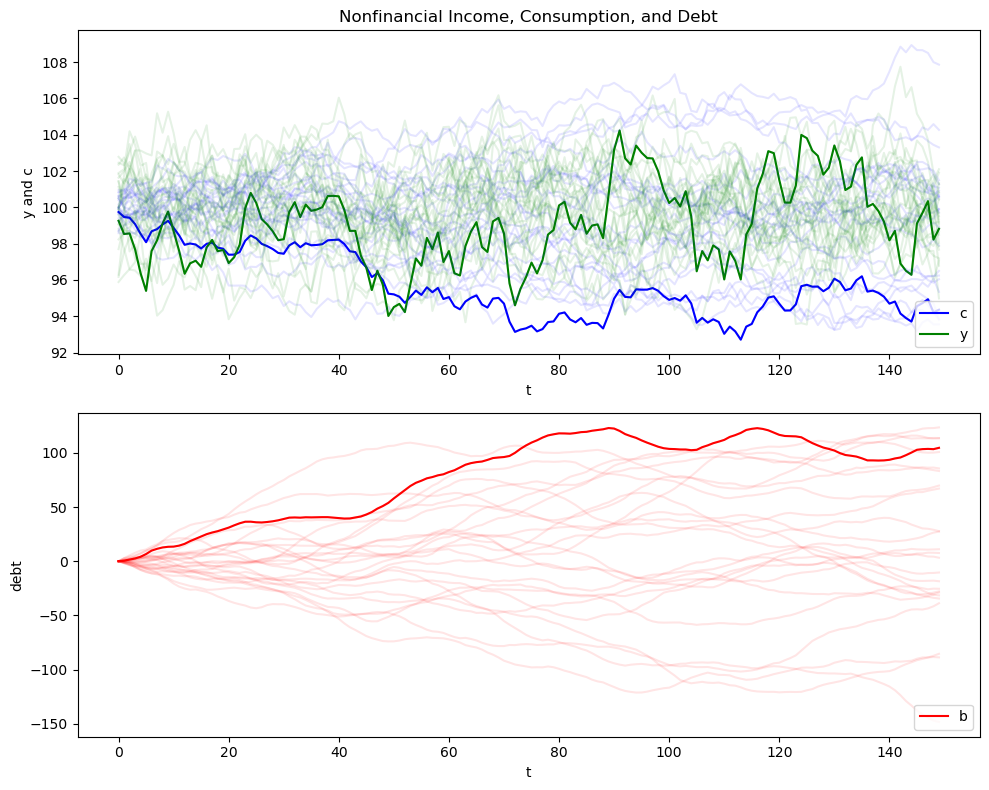 Nonfinancial Income, Consumption, and Debt
108
106
104
102
100
98
96
94
92
y and c
c
y
0 20 40 60 80 100 120 140
t
100
50
0
−50
−100
−150
debt
b
0 20 40 60 80 100 120 140
t